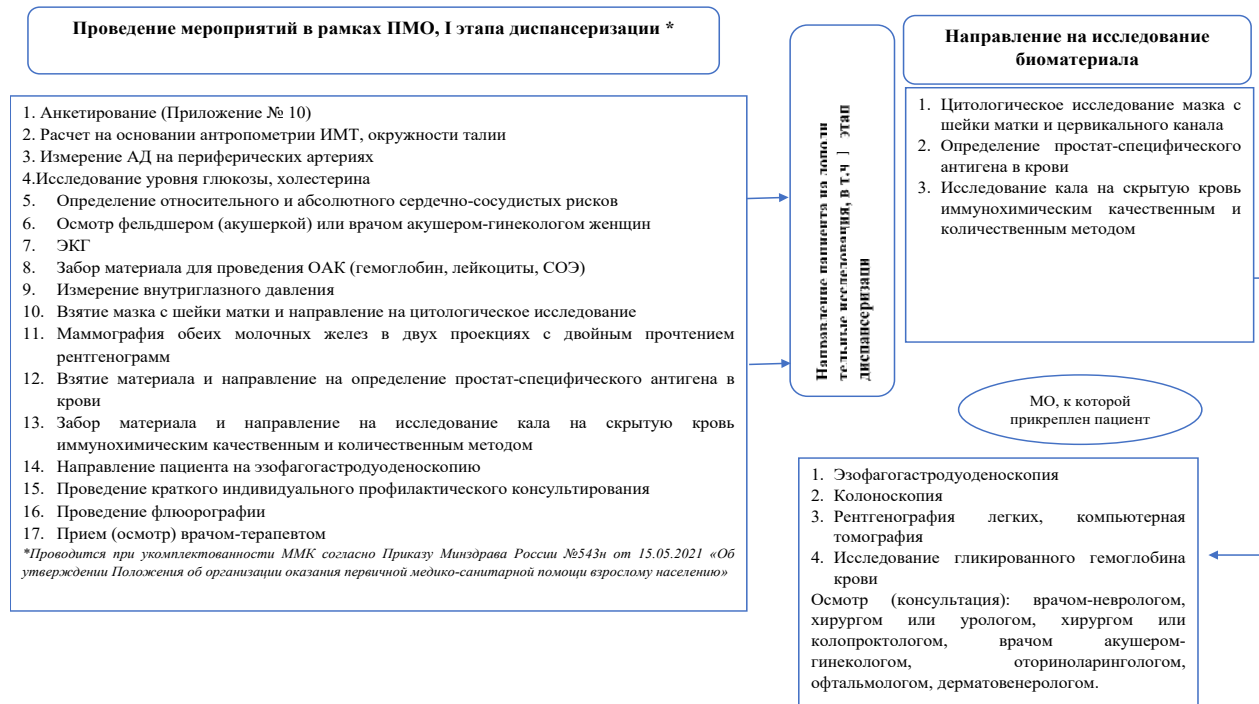 Проведение мероприятий в рамках ПМО, I этапа диспансеризации *
1. Анкетирование (Приложение № 10)
2. Расчет на основании антропометрии ИМТ, окружности талии
3. Измерение АД на периферических артериях
4.Исследование уровня глюкозы, холестерина
5. Определение относительного и абсолютного сердечно-сосудистых рисков
6. Осмотр фельдшером (акушеркой) или врачом акушером-гинекологом женщин
7. ЭКГ
8. Забор материала для проведения ОАК (гемоглобин, лейкоциты, СОЭ)
9. Измерение внутриглазного давления
10. Взятие мазка с шейки матки и направление на цитологическое исследование
11. Маммография обеих молочных желез в двух проекциях с двойным прочтением
рентгенограмм
12. Взятие материала и направление на определение простат-специфического антигена в
крови
13. Забор материала и направление на исследование кала на скрытую кровь
иммунохимическим качественным и количественным методом
14. Направление пациента на эзофагогастродуоденоскопию
15. Проведение краткого индивидуального профилактического консультирования
16. Проведение флюорографии
17. Прием (осмотр) врачом-терапевтом
*Проводится при укомплектованности ММК согласно Приказу Минздрава России №543н от 15.05.2021 «Об
утверждении Положения об организации оказания первичной медико-санитарной помощи взрослому населению»
Направление пациента на дополни
тельные исследования, в т.ч ] этап
диспансеризаци
Направление на исследование
биоматериала
1. Цитологическое исследование мазка с
шейки матки и цервикального канала
2. Определение простат-специфического
антигена в крови
3. Исследование кала на скрытую кровь
иммунохимическим качественным и
количественным методом
МО, к которой
прикреплен пациент
1. Эзофагогастродуоденоскопия
2. Колоноскопия
3. Рентгенография легких, компьютерная
томография
4. Исследование гликированного гемоглобина
крови
Осмотр (консультация): врачом-неврологом,
хирургом или урологом, хирургом или
колопроктологом, врачом акушером-
гинекологом, оториноларингологом,
офтальмологом, дерматовенерологом.